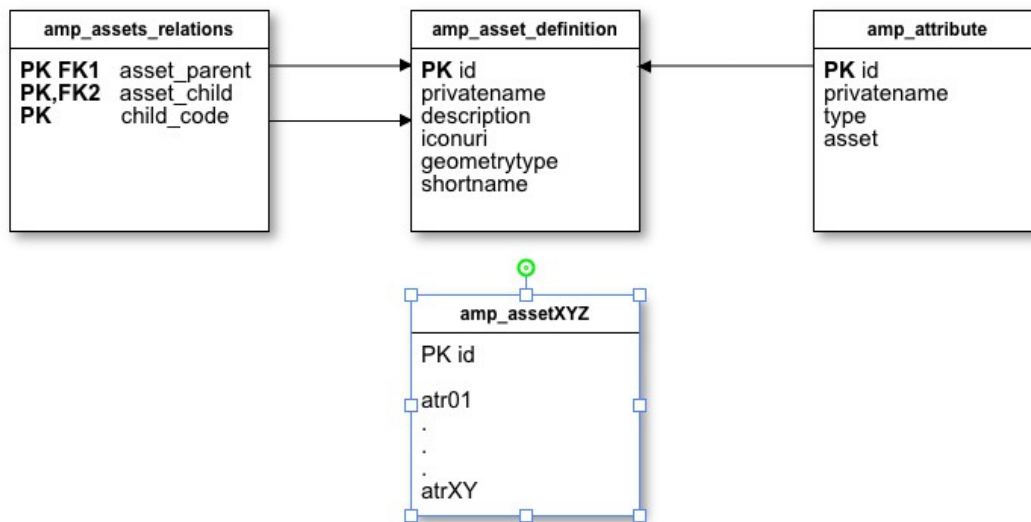 amp_assets_relations
PK FK1 asset_parent
PK,FK2 asset_child
PK child_code
amp_asset_definition
PK id
privatename
description
iconuri
geometrytype
shortname
amp_attribute
PK id
privatename
type
asset
amp_assetXYZ
PK id
atr01
.
.
.
atrXY